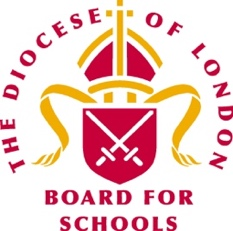 THE DIOCESE OF LONDON
BOARD FOR
SCHOOLS